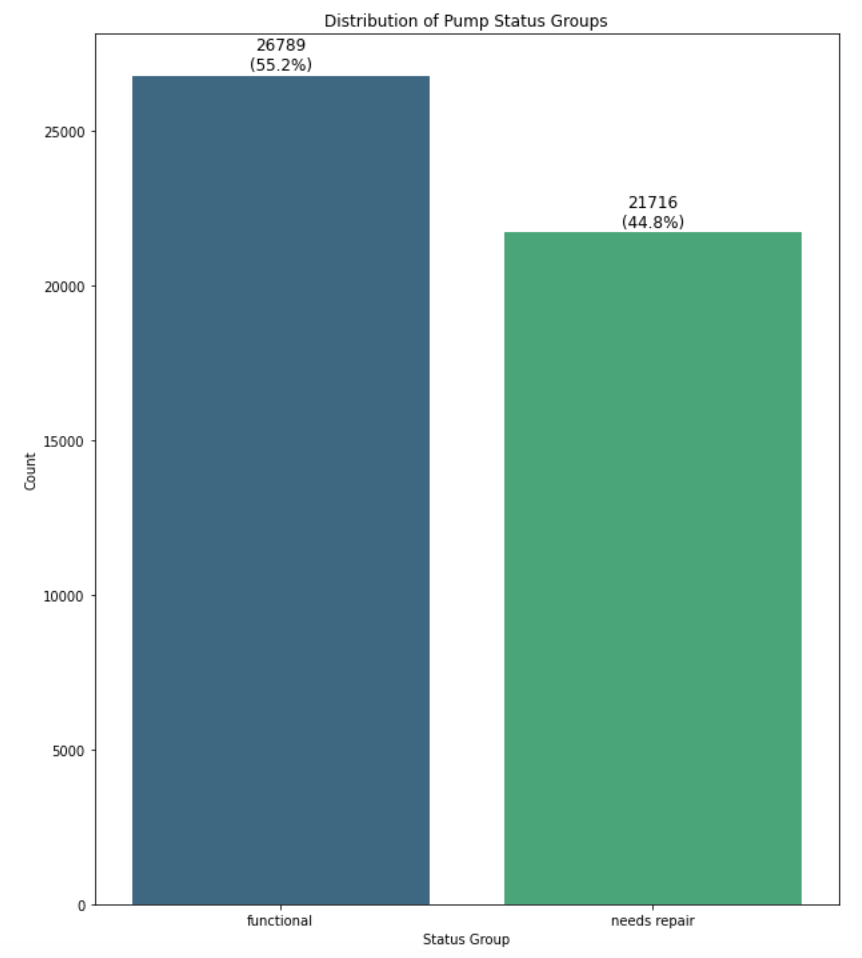 Distribution of Pump Status Groups
26789
(55.2%)
21716
(44.8%)
25000
20000
15000
10000
5000
0
Count
functional
needs repair
Status Group